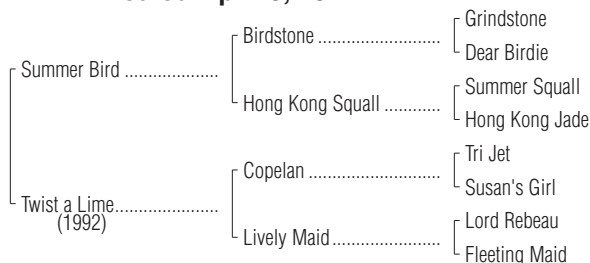 Birdstone ........................... Grindstone
Dear Birdie
Summer Bird ....................
Summer Squall
Hong Kong Squall ............ Hong Kong Jade
Copelan ............................ Tri Jet
Susan's Girl
Twist a Lime......................
(1992)
Lord Rebeau
Lively Maid....................... Fleeting Maid